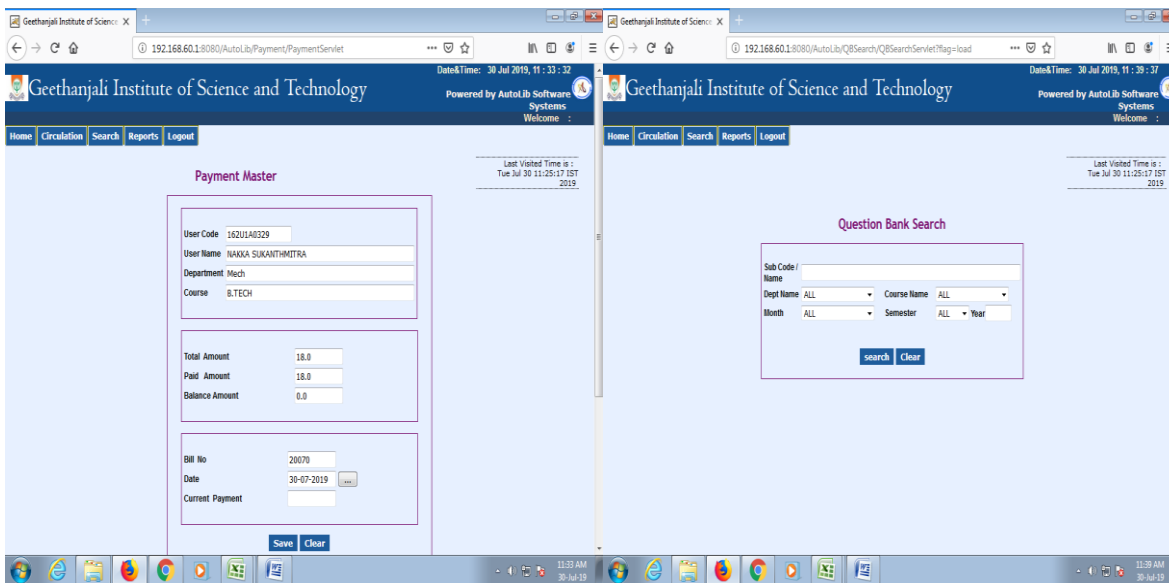 Geethanjali Institute of Science X
192.168.60.1:8080/AutoLib/Payment/PaymentServlet
Date&Time: 30 Jul 2019, 11 : 33 : 32
Geethanjali Institute of Science and Technology
Powered by AutoLib Software
Systems
Welcome :
Home Circulation Search Reports Logout
Last Visited Time is :
Tue Jul 30 11:25:17 IST
2019
Payment Master
User Code 162U1A0329
User Name NAKKA SUKANTHMITRA
Department Mech
Course B.TECH
Total Amount 18.0
Paid Amount 18.0
Balance Amount 0.0
Bill No 20070
Date 30-07-2019 ...
Current Payment
Save Clear
11:33 AM
30-Jul-19
Geethanjali Institute of Science X
192.168.60.1:8080/AutoLib/QBSearch/QBSearchServlet?flag=load
Date&Time: 30 Jul 2019, 11 : 39 : 37
Geethanjali Institute of Science and Technology
Powered by AutoLib Software
Systems
Welcome :
Home Circulation Search Reports Logout
Last Visited Time is :
Tue Jul 30 11:25:17 IST
2019
Question Bank Search
Sub Code /
Name
Dept Name ALL Course Name ALL
Month ALL Semester ALL Year
search Clear
11:39 AM
30-Jul-19